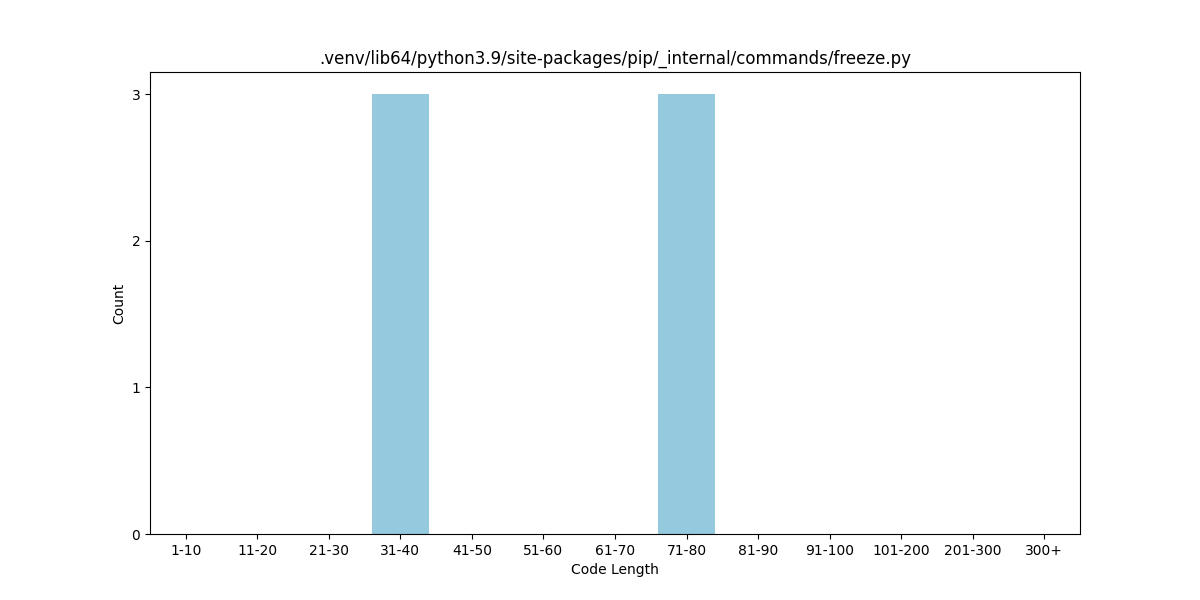 .venv/lib64/python3.9/site-packages/pip/_internal/commands/freeze.py
3
2
1
0
Count
1-10 11-20 21-30 31-40 41-50 51-60 61-70 71-80 81-90 91-100 101-200 201-300 300+
Code Length